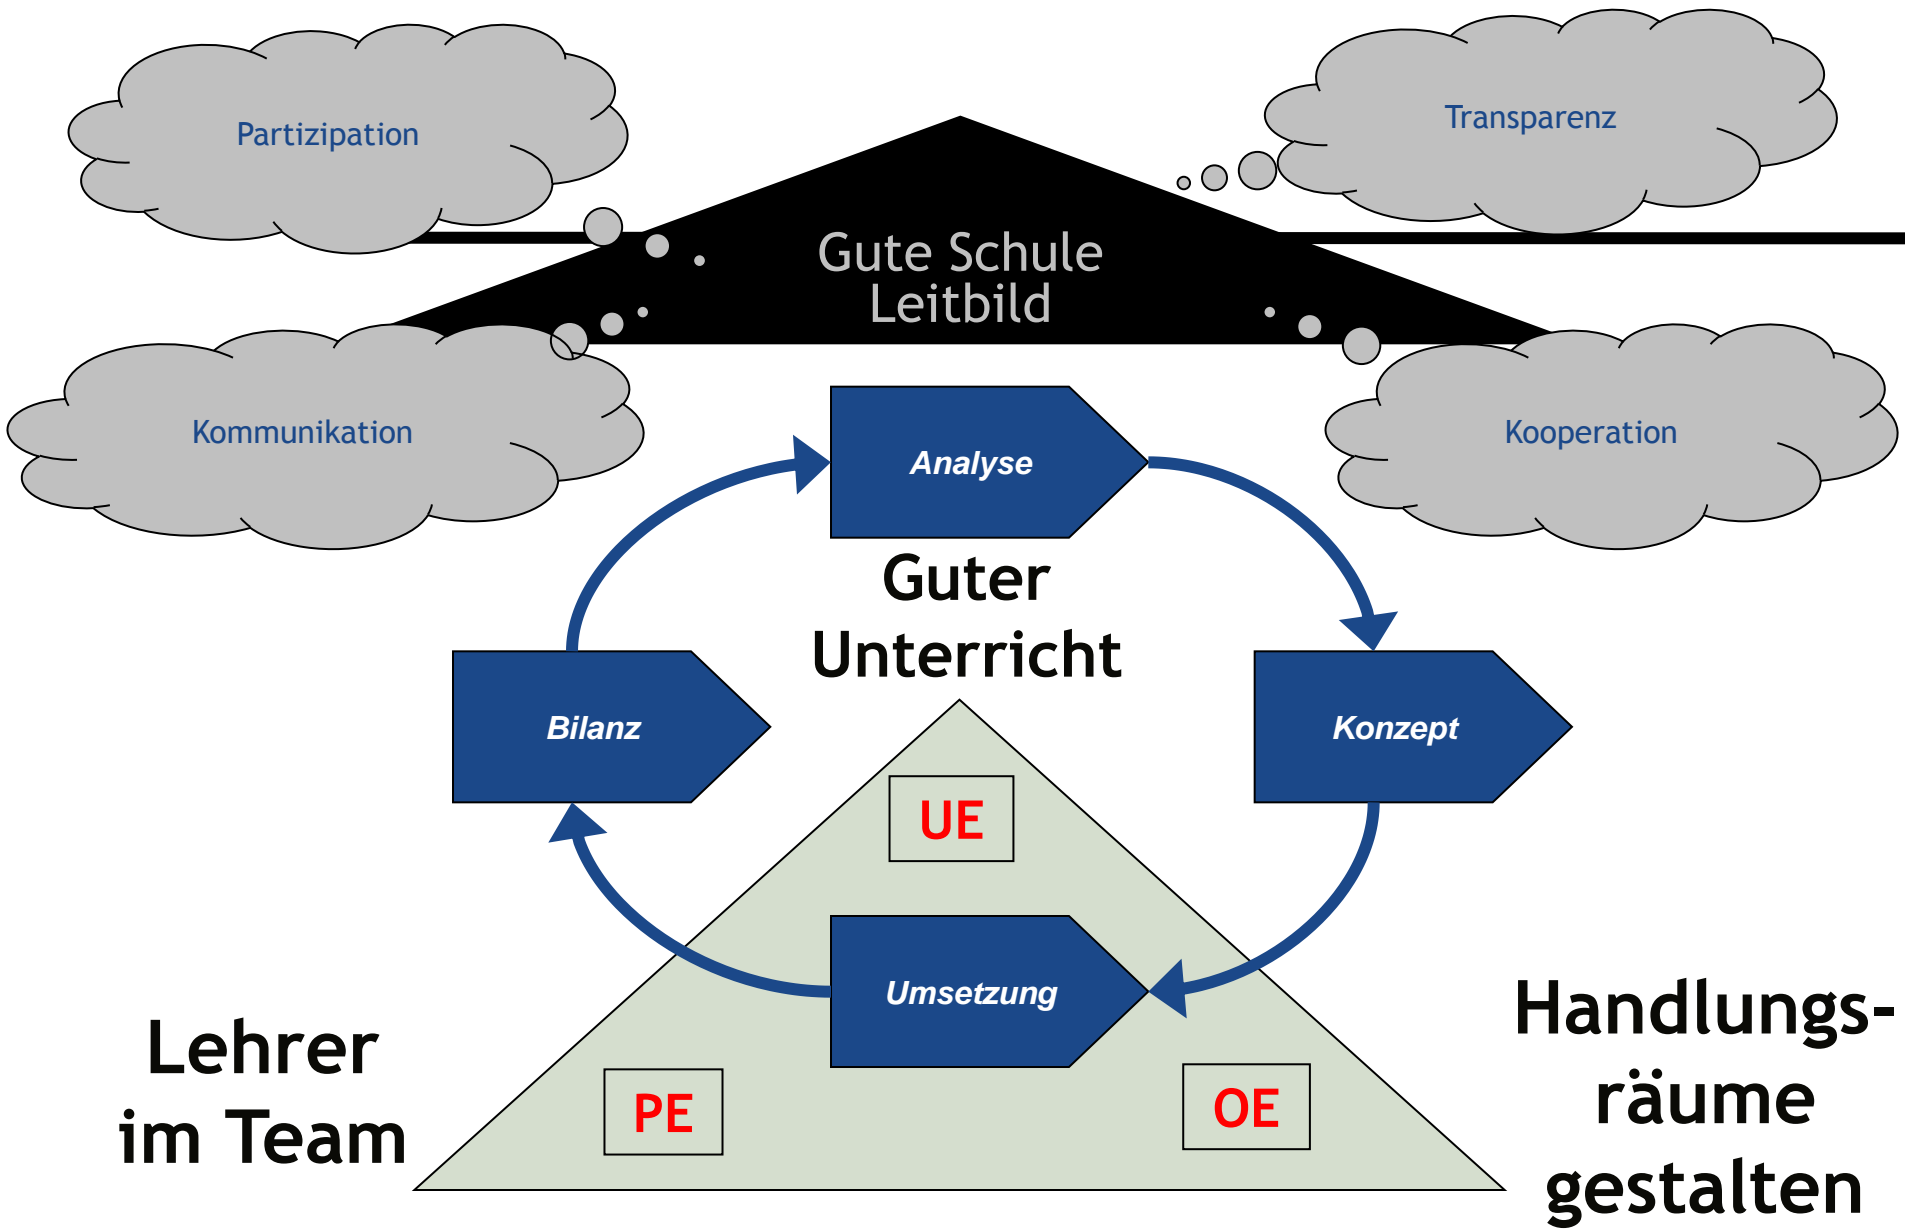 Partizipation
Transparenz
Gute Schule
Leitbild
Kommunikation
Kooperation
Analyse
Guter
Unterricht
Bilanz
Konzept
UE
Umsetzung
Lehrer
im Team
PE
OE
Handlungs-
räume
gestalten